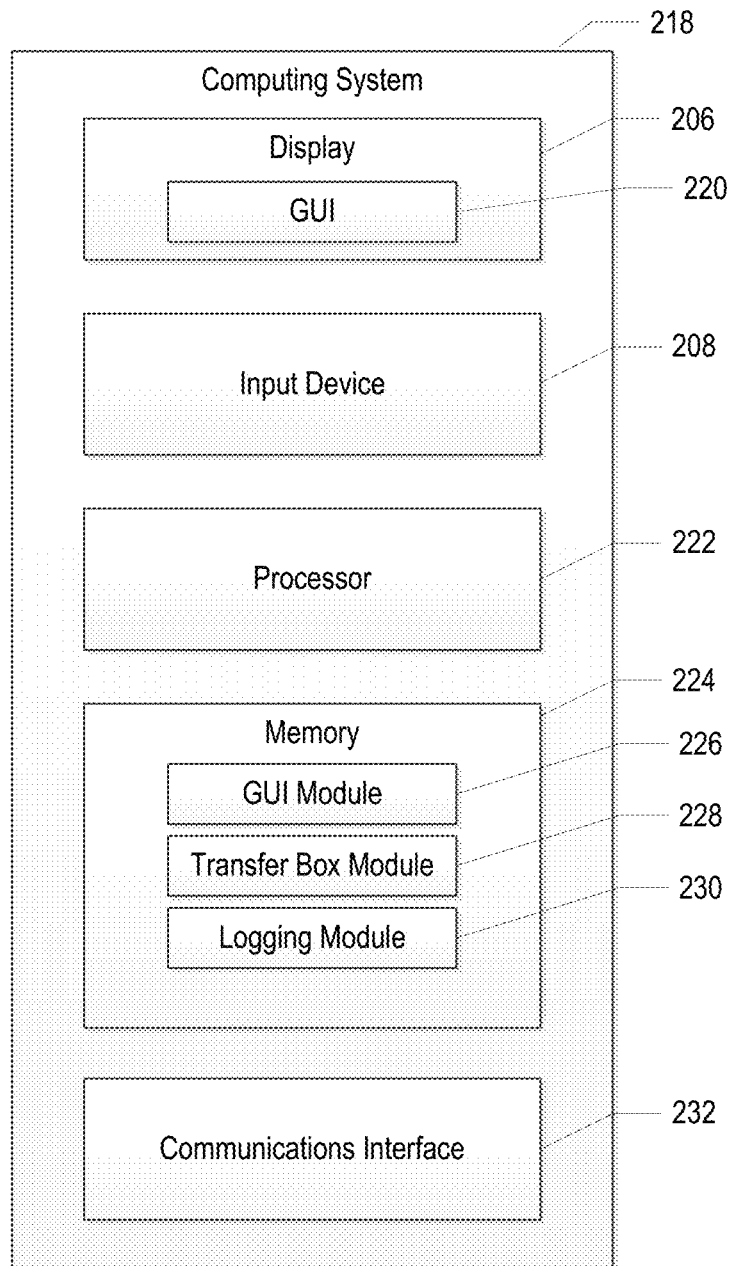 218
Computing System
206
Display
220
GUI
208
Input Device
222
Processor
224
Memory
226
GUI Module
228
Transfer Box Module
230
Logging Module
232
Communications Interface